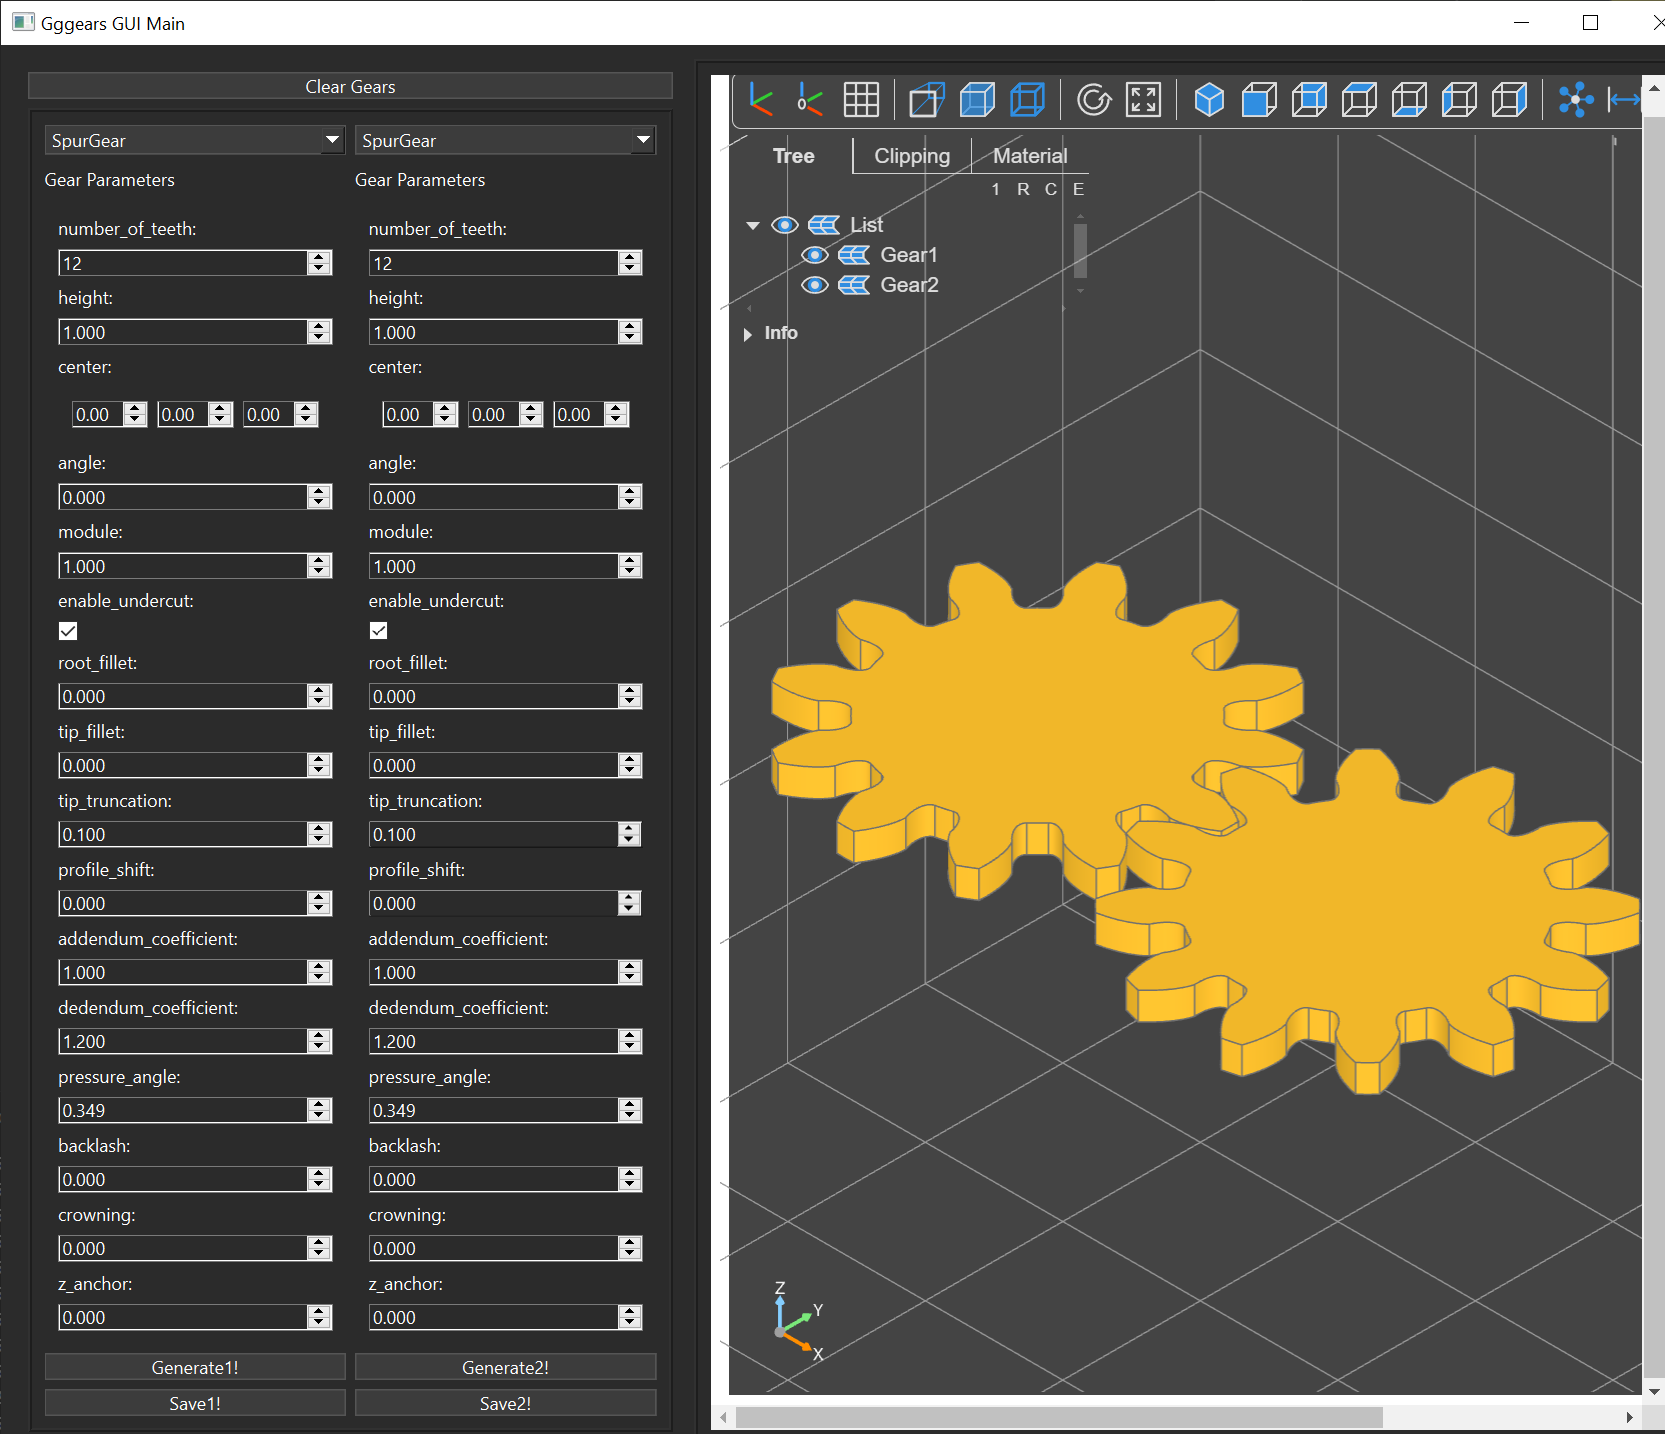 Gggears GUI Main
Clear Gears
SpurGear SpurGear
Gear Parameters Gear Parameters
number_of_teeth: number_of_teeth:
12 12
height: height:
1.000 1.000
center: center:
0.00 0.00 0.00 0.00 0.00 0.00
angle: angle:
0.000 0.000
module: module:
1.000 1.000
enable_undercut: enable_undercut:
root_fillet: root_fillet:
0.000 0.000
tip_fillet: tip_fillet:
0.000 0.000
tip_truncation: tip_truncation:
0.100 0.100
profile_shift: profile_shift:
0.000 0.000
addendum_coefficient: addendum_coefficient:
1.000 1.000
dedendum_coefficient: dedendum_coefficient:
1.200 1.200
pressure_angle: pressure_angle:
0.349 0.349
backlash: backlash:
0.000 0.000
crowning: crowning:
0.000 0.000
z_anchor: z_anchor:
0.000 0.000
Generate1! Generate2!
Save1! Save2!
0
Tree Clipping Material
1 R C E
List
Gear1
Gear2
Info
Z
Y
X